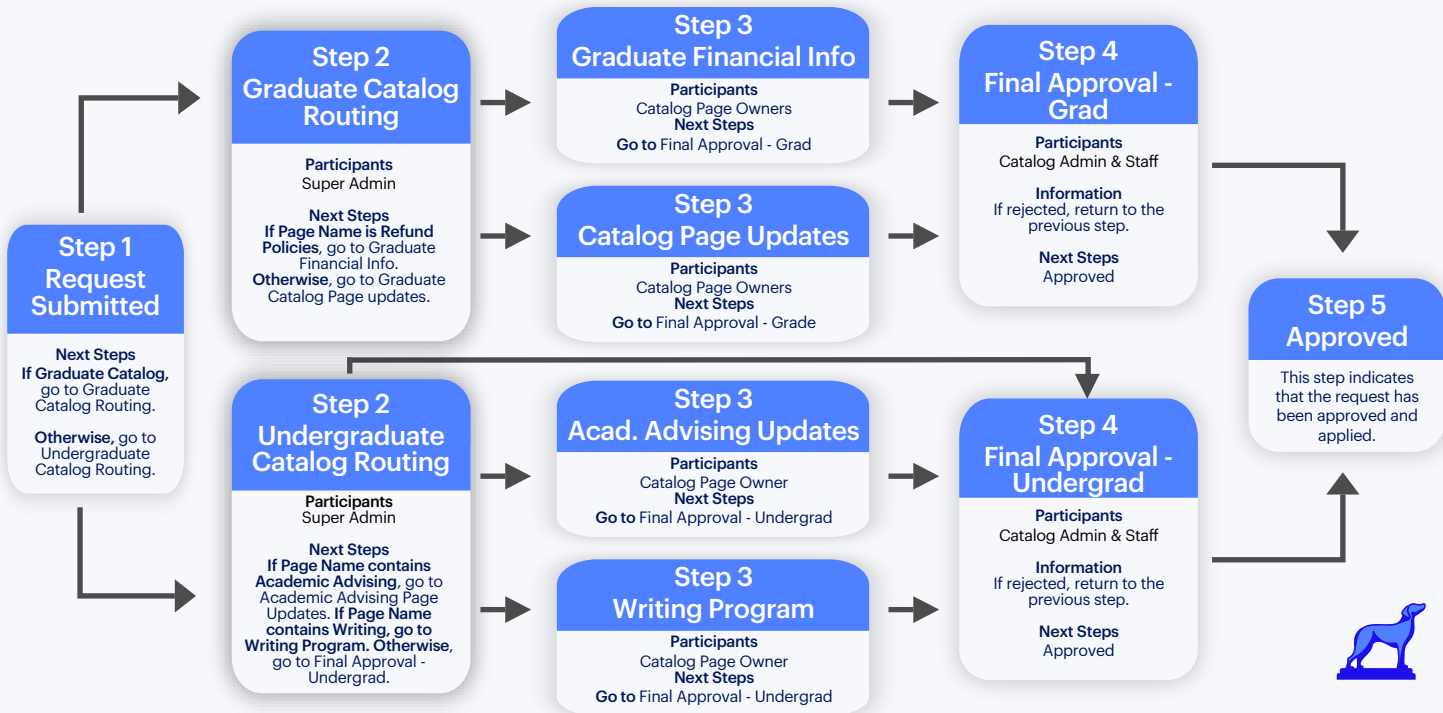 Step 1
Request
Submitted
Next Steps
If Graduate Catalog,
go to Graduate
Catalog Routing.
Otherwise, go to
Undergraduate
Catalog Routing.
Step 2
Graduate Catalog
Routing
Participants
Super Admin
Next Steps
If Page Name is Refund
Policies, go to Graduate
Financial Info.
Otherwise, go to Graduate
Catalog Page updates.
Step 3
Graduate Financial Info
Participants
Catalog Page Owners
Next Steps
Go to Final Approval - Grad
Step 3
Catalog Page Updates
Participants
Catalog Page Owners
Next Steps
Go to Final Approval - Grade
Step 4
Final Approval -
Grad
Participants
Catalog Admin & Staff
Information
If rejected, return to the
previous step.
Next Steps
Approved
Step 2
Undergraduate
Catalog Routing
Participants
Super Admin
Next Steps
If Page Name contains
Academic Advising, go to
Academic Advising Page
Updates. If Page Name
contains Writing, go to
Writing Program. Otherwise,
go to Final Approval -
Undergrad.
Step 3
Acad. Advising Updates
Participants
Catalog Page Owner
Next Steps
Go to Final Approval - Undergrad
Step 3
Writing Program
Participants
Catalog Page Owner
Next Steps
Go to Final Approval - Undergrad
Step 4
Final Approval -
Undergrad
Participants
Catalog Admin & Staff
Information
If rejected, return to the
previous step.
Next Steps
Approved
Step 5
Approved
This step indicates
that the request has
been approved and
applied.